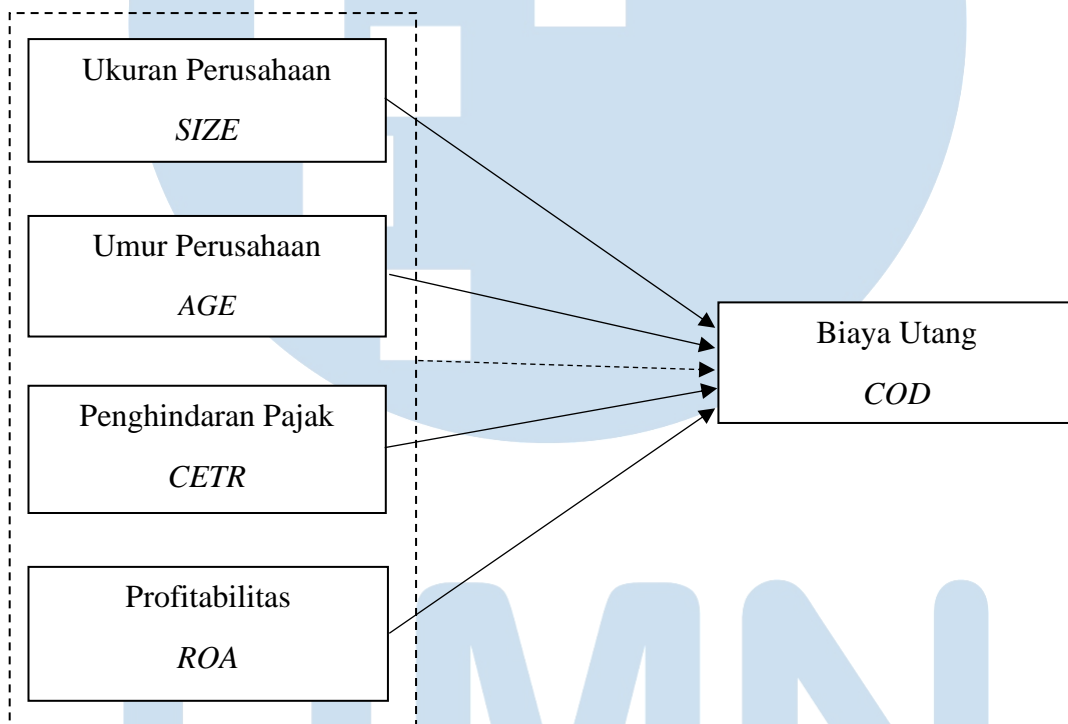 Ukuran Perusahaan
SIZE
Umur Perusahaan
AGE
Penghindaran Pajak
CETR
Profitabilitas
ROA
Biaya Utang
COD